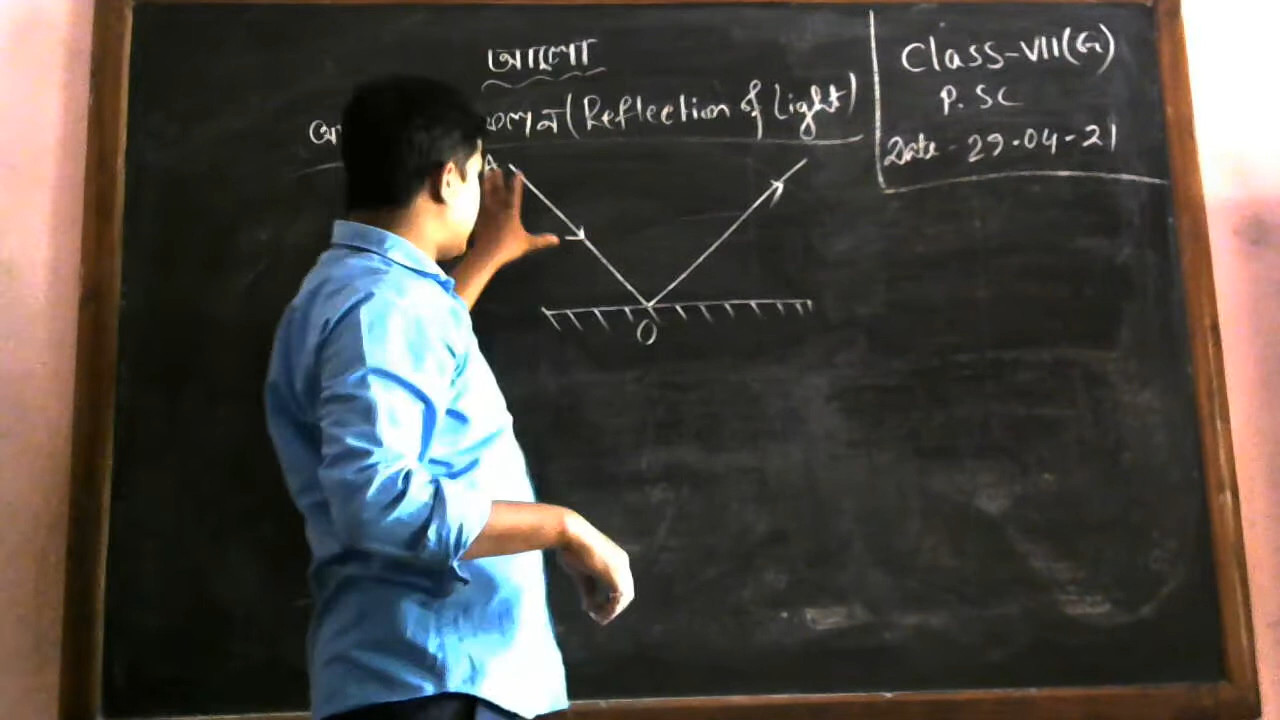 আলো
(Reflection of Light)
Class-VII(G)
P. SC
Date - 29-04-21
A
O